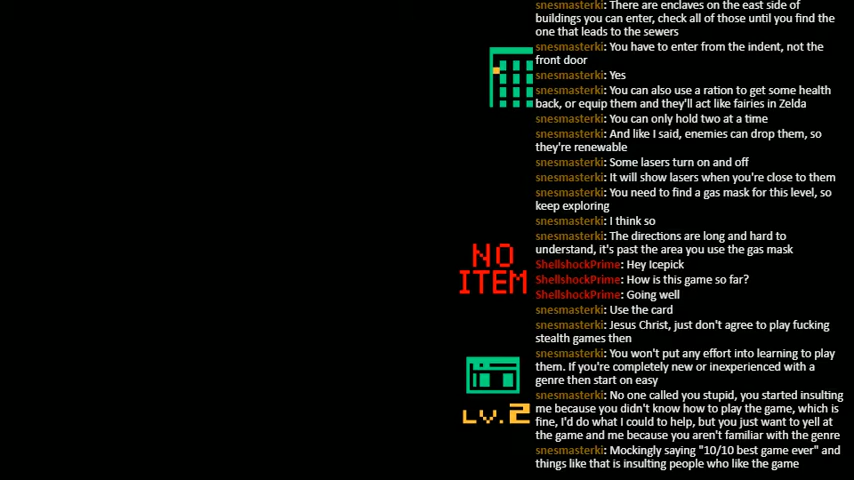 snesmasterki: There are enclaves on the east side of
buildings you can enter, check all of those until you find the
one that leads to the sewers
snesmasterki: You have to enter from the indent, not the
front door
snesmasterki: Yes
snesmasterki: You can also use a ration to get some health
back, or equip them and they'll act like fairies in Zelda
snesmasterki: You can only hold two at a time
snesmasterki: And like I said, enemies can drop them, so
they're renewable
snesmasterki: Some lasers turn on and off
snesmasterki: It will show lasers when you're close to them
snesmasterki: You need to find a gas mask for this level, so
keep exploring
snesmasterki: I think so
snesmasterki: The directions are long and hard to
understand, it's past the area you use the gas mask
NO
ITEM
ShellshockPrime: Hey Icepick
ShellshockPrime: How is this game so far?
ShellshockPrime: Going well
snesmasterki: Use the card
snesmasterki: Jesus Christ, just don't agree to play fucking
stealth games then
snesmasterki: You won't put any effort into learning to play
them. If you're completely new or inexperienced with a
genre then start on easy
LV.2
snesmasterki: No one called you stupid, you started insulting
me because you didn't know how to play the game, which is
fine, I'd do what I could to help, but you just want to yell at
the game and me because you aren't familiar with the genre
snesmasterki: Mockingly saying "10/10 best game ever" and
things like that is insulting people who like the game